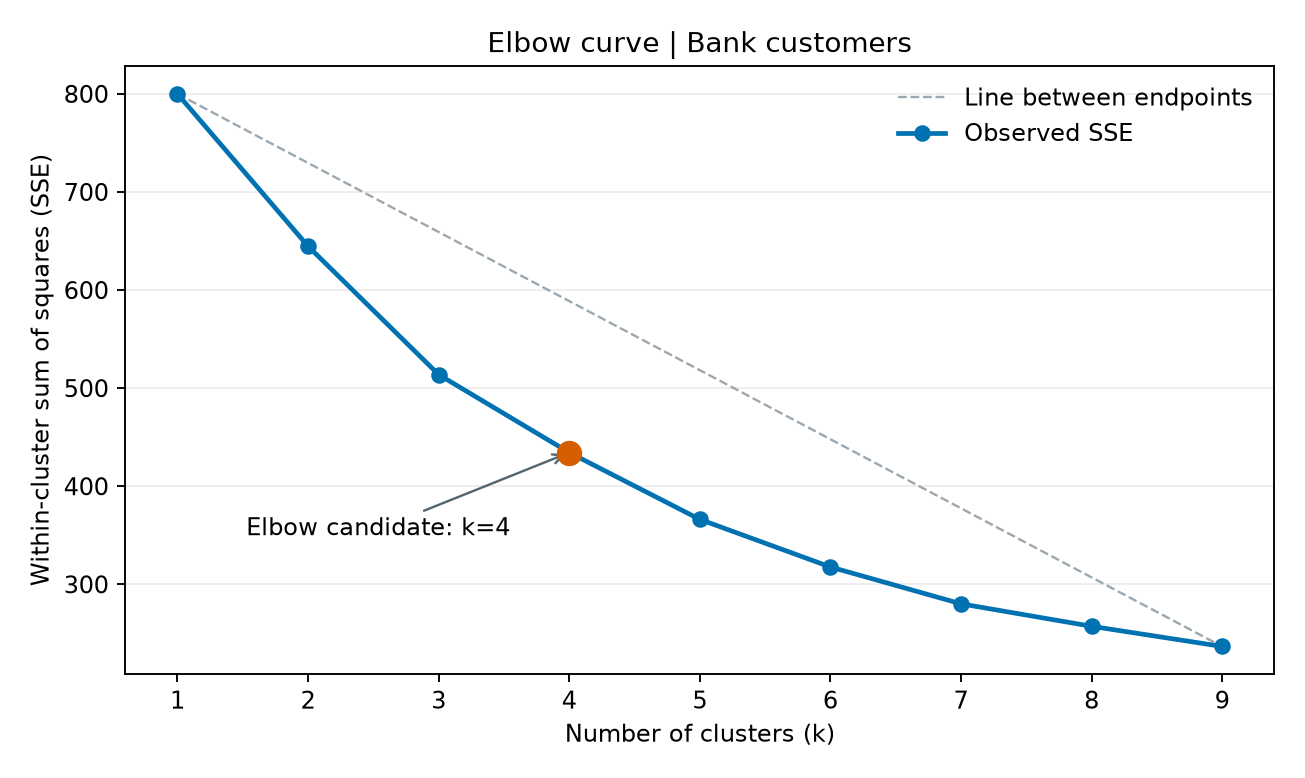 Elbow curve | Bank customers
Line between endpoints
Observed SSE
Within-cluster sum of squares (SSE)
800
700
600
500
400
300
Elbow candidate: k=4
1 2 3 4 5 6 7 8 9
Number of clusters (k)